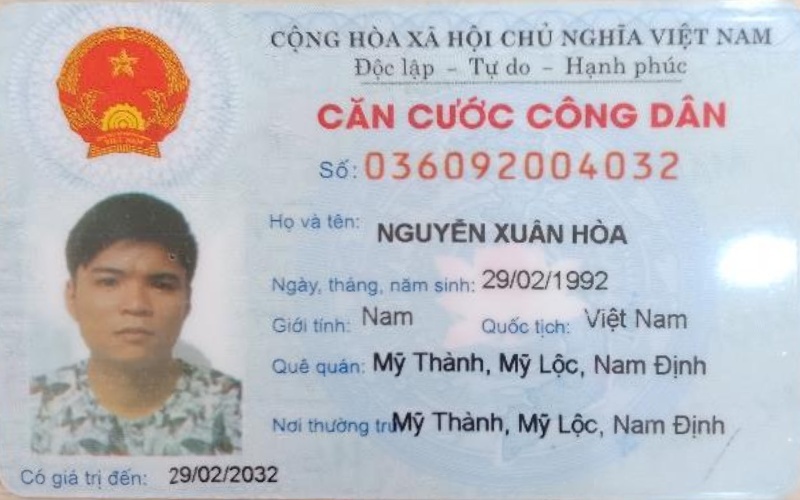 CỘNG HÒA XÃ HỘI CHỦ NGHĨA VIỆT NAM
Độc lập - Tự do - Hạnh phúc
CĂN CƯỚC CÔNG DÂN
Số: 036092004032
Họ và tên: NGUYỄN XUÂN HÒA
Ngày, tháng, năm sinh: 29/02/1992
Giới tính: Nam Quốc tịch: Việt Nam
Quê quán: Mỹ Thành, Mỹ Lộc, Nam Định
Nơi thường trú Mỹ Thành, Mỹ Lộc, Nam Định
Có giá trị đến: 29/02/2032